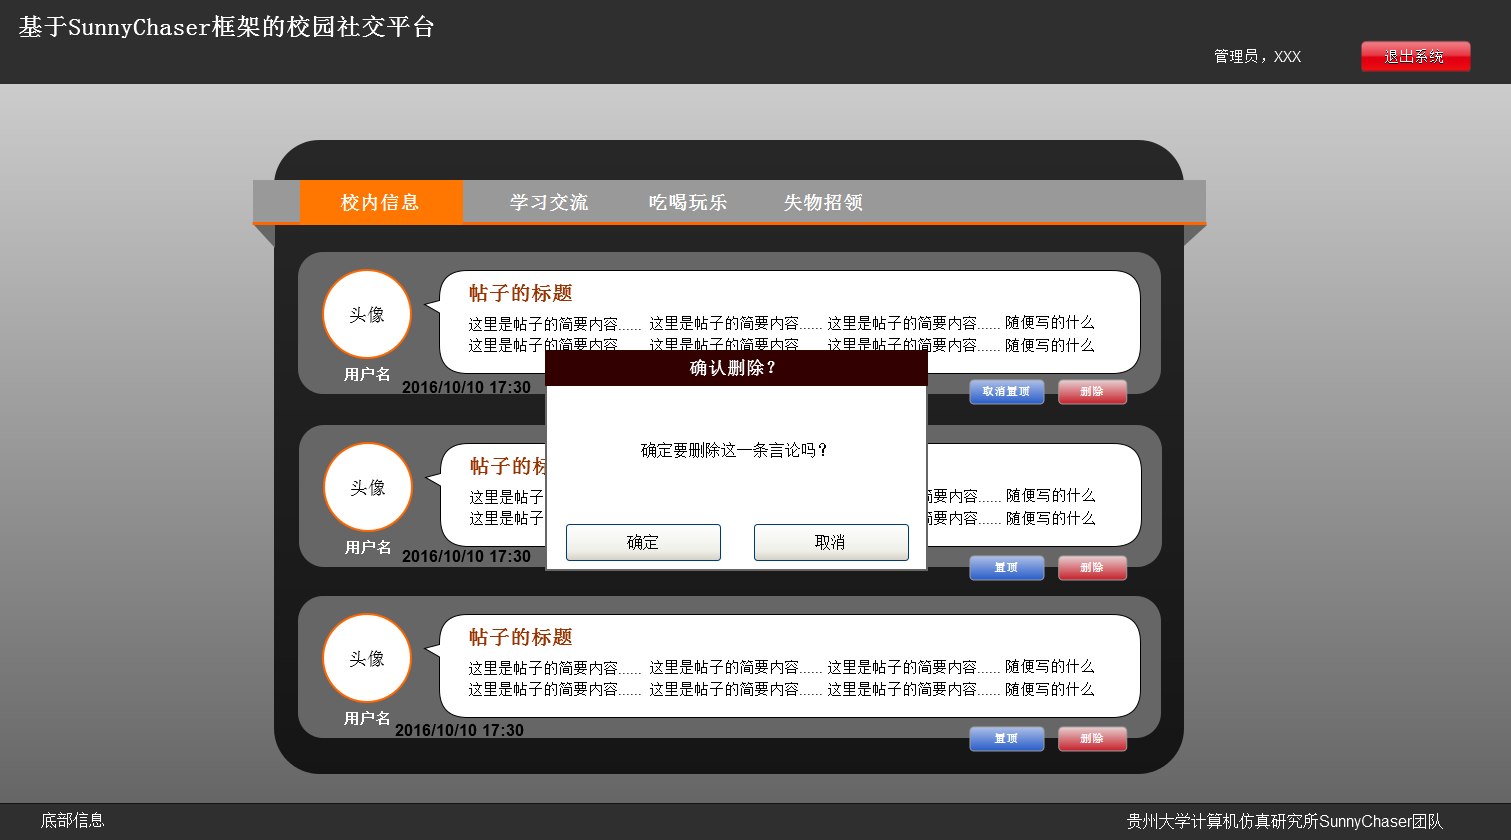 基于SunnyChaser框架的校园社交平台
管理员，XXX
退出系统
校内信息 学习交流 吃喝玩乐 失物招领
帖子的标题
头像
这里是帖子的简要内容...... 这里是帖子的简要内容...... 这里是帖子的简要内容...... 随便写的什么
这里是帖子的简要内容 这里是帖子的简要内容 这里是帖子的简要内容...... 随便写的什么
用户名
2016/10/10 17:30
取消置顶 删除
确认删除？
确定要删除这一条言论吗？
确定 取消
帖子的标
头像
这里是帖子 简要内容...... 随便写的什么
这里是帖子 简要内容...... 随便写的什么
用户名
2016/10/10 17:30
置顶 删除
帖子的标题
头像
这里是帖子的简要内容...... 这里是帖子的简要内容...... 这里是帖子的简要内容...... 随便写的什么
这里是帖子的简要内容...... 这里是帖子的简要内容...... 这里是帖子的简要内容...... 随便写的什么
用户名
2016/10/10 17:30
置顶 删除
底部信息
贵州大学计算机仿真研究所SunnyChaser团队